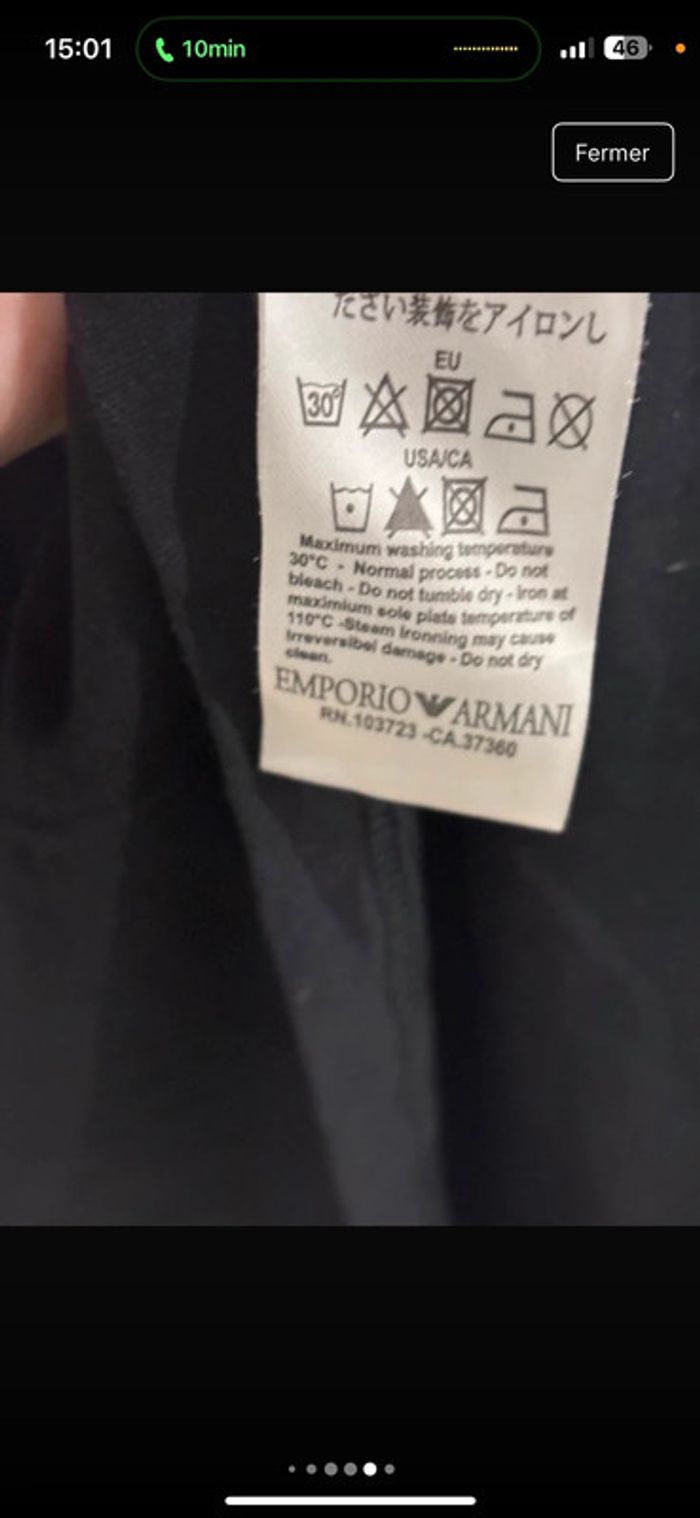 15:01
10min
46
Fermer
ださい装飾をアイロンし
EU
30°
USA/CA
Maximum washing temperature
30°C - Normal process - Do not
bleach - Do not tumble dry - Iron at
maximium sole plate temperature of
110°C -Steam Ironning may cause
Irreversibel damage - Do not dry
clean.
EMPORIO ARMANI
RN.103723 -CA.37360